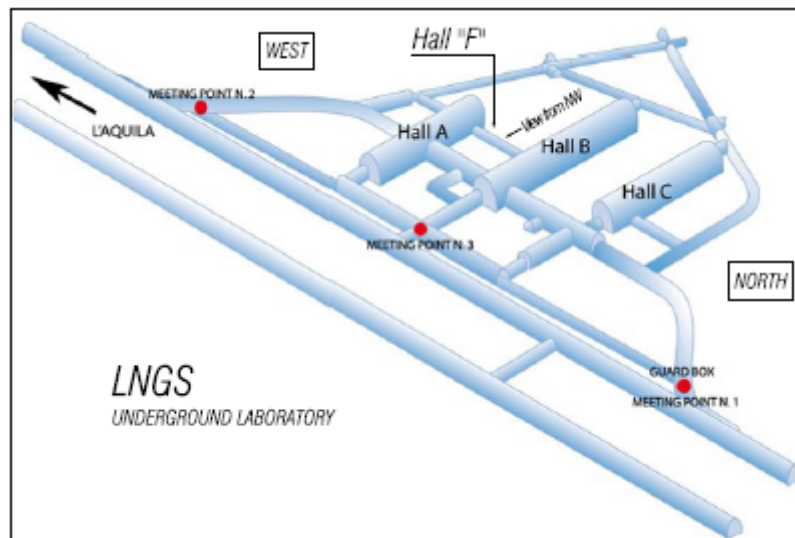 WEST
Hall "F"
MEETING POINT N. 2
View from NW
L'AQUILA
Hall A
Hall B
Hall C
MEETING POINT N. 3
NORTH
LNGS
UNDERGROUND LABORATORY
GUARD BOX
MEETING POINT N. 1